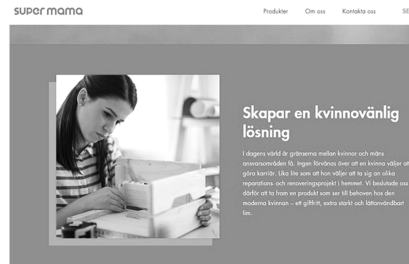 super mama
Produkter Om oss Kontakta oss SE
Skapar en kvinnovänlig
lösning
I dagens värld är gränserna mellan kvinnor och mäns
ansvarsområden få. Ingen förvånas över att en kvinna väljer att
göra karriär. Lika lite som att hon väljer att ta sig an olika
reparations- och renoveringsprojekt i hemmet. Vi beslutade oss
därför att ta fram en produkt som ser till behoven hos den
moderna kvinnan – ett giftfritt, extra starkt och lättanvändbart
lim.